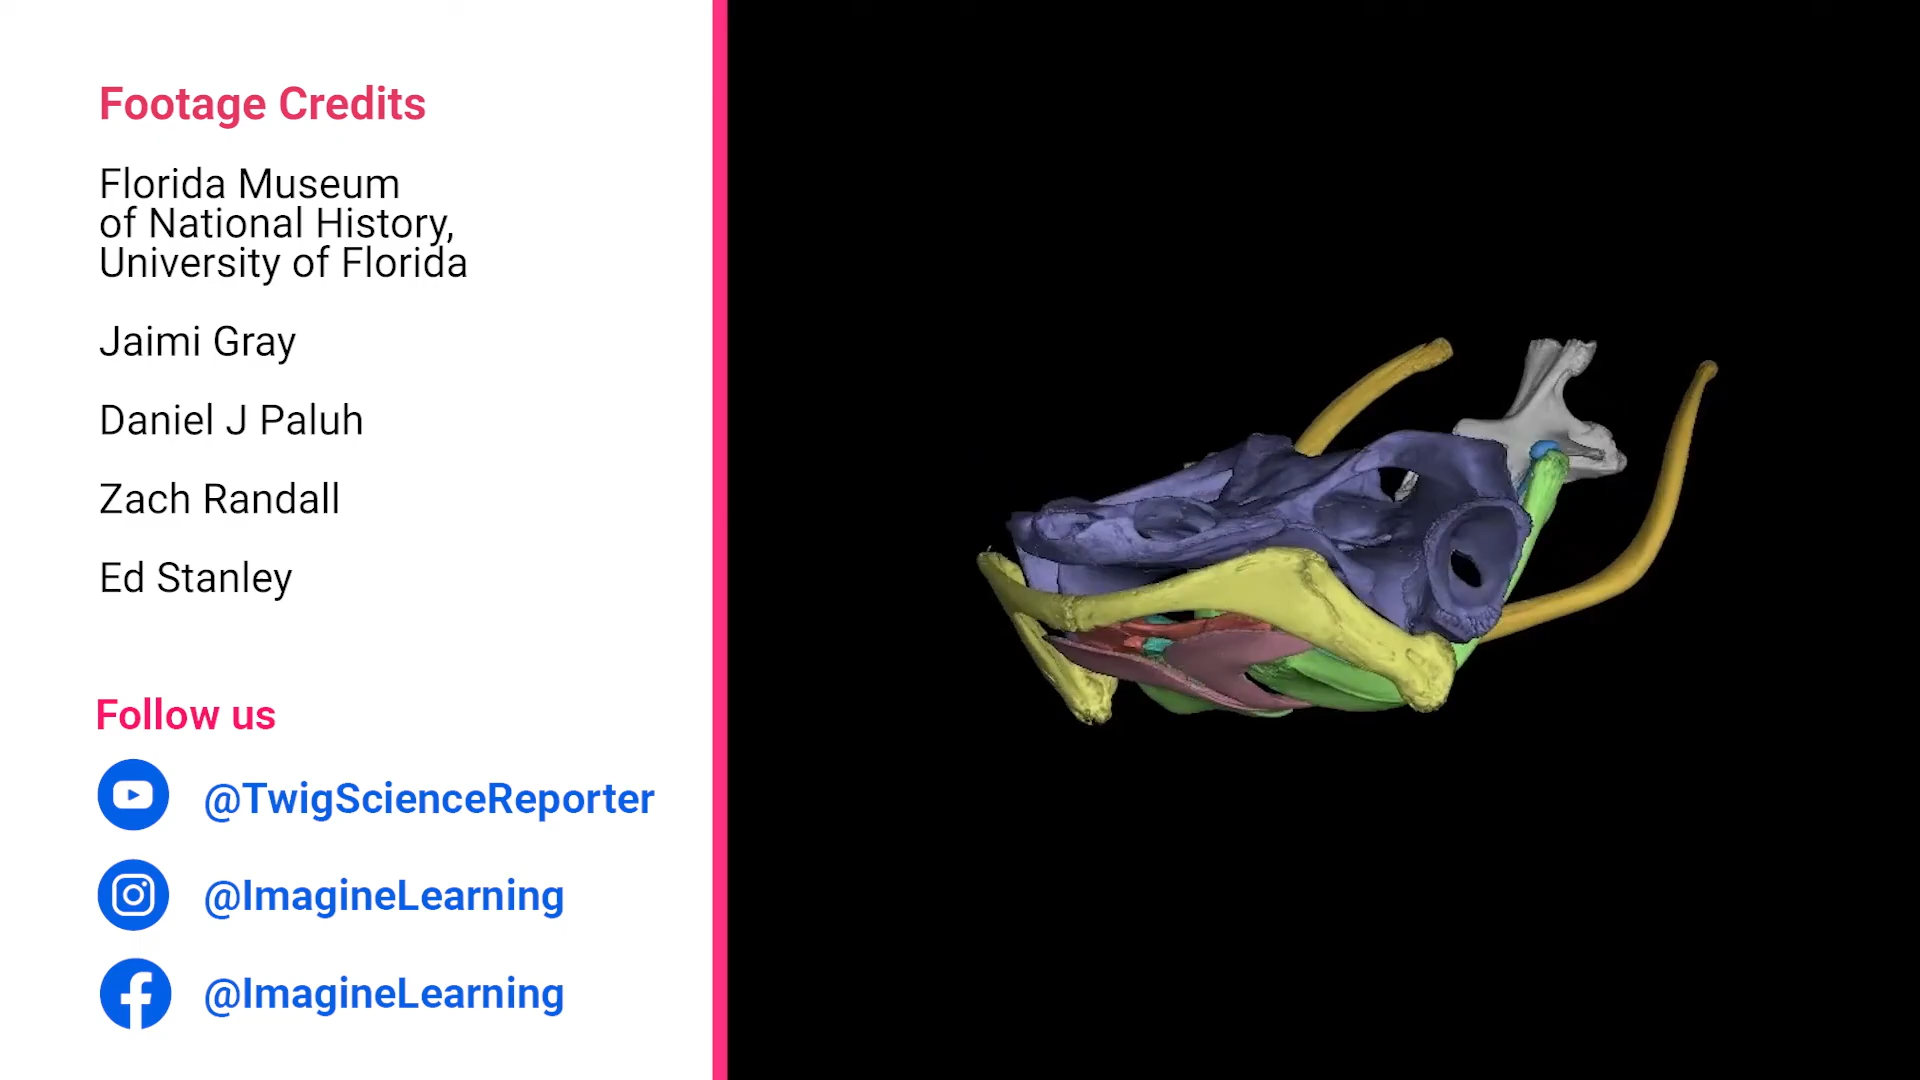 Footage Credits
Florida Museum
of National History,
University of Florida
Jaimi Gray
Daniel J Paluh
Zach Randall
Ed Stanley
Follow us
@TwigScienceReporter
@ImagineLearning
@ImagineLearning